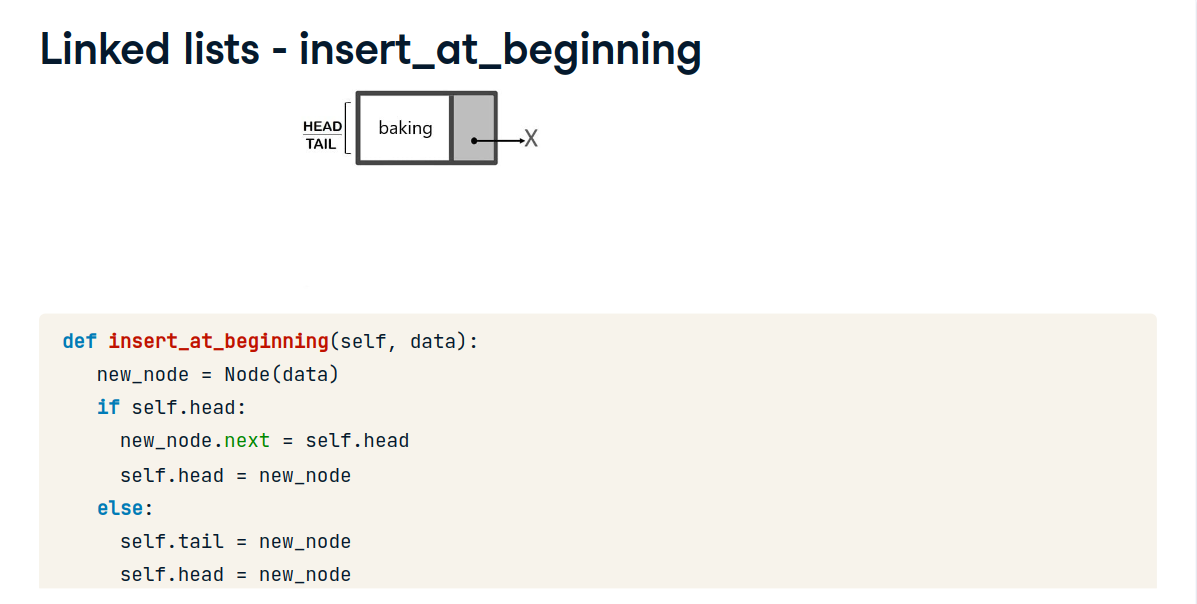 Linked lists - insert_at_beginning
HEAD
TAIL
baking
X
def insert_at_beginning(self, data):
   new_node = Node(data)
   if self.head:
     new_node.next = self.head
     self.head = new_node
   else:
     self.tail = new_node
     self.head = new_node